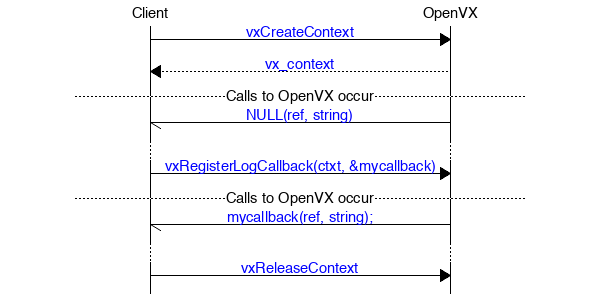 Client OpenVX
vxCreateContext
vx_context
Calls to OpenVX occur
NULL(ref, string)
vxRegisterLogCallback(ctxt, &mycallback)
Calls to OpenVX occur
mycallback(ref, string);
vxReleaseContext